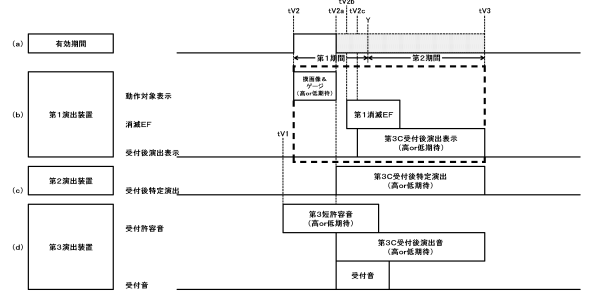 tV2b
tV2 tV2a tV2c tV3
Y
(a) 有効期間
第1期間 第2期間
(b) 第1演出装置
動作対象表示
換画像&
ゲージ
(高or低期待)
消滅EF
第1消滅EF
受付後演出表示
第3C受付後演出表示
(高or低期待)
tV1
(c) 第2演出装置
受付後特定演出
第3C受付後特定演出
(高or低期待)
(d) 第3演出装置
受付許容音
第3短許容音
(高or低期待)
第3C受付後演出音
(高or低期待)
受付音
受付音